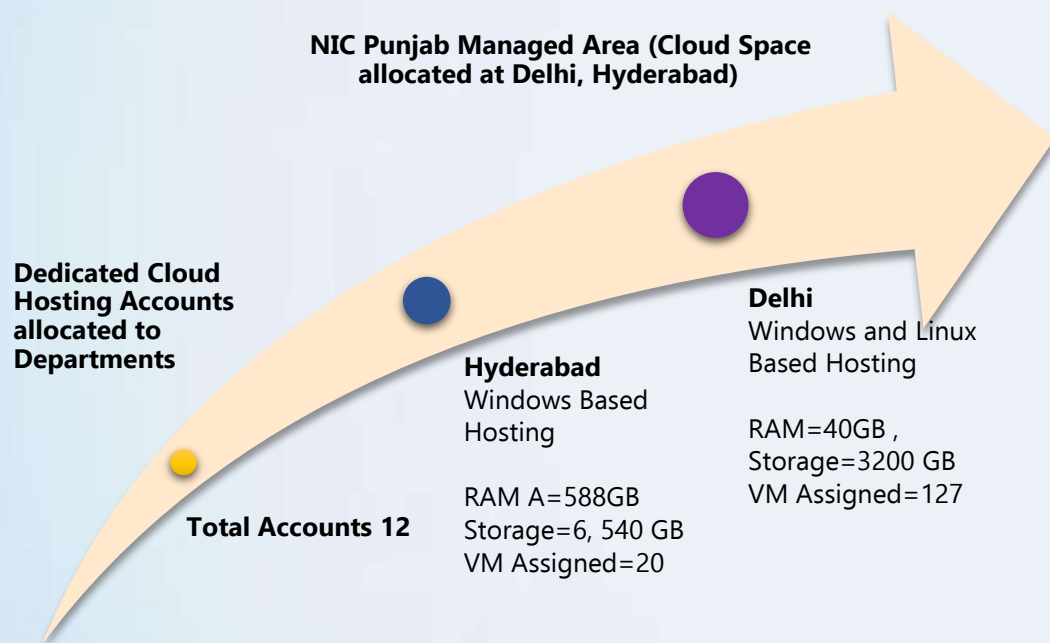 NIC Punjab Managed Area (Cloud Space
allocated at Delhi, Hyderabad)
Dedicated Cloud
Hosting Accounts
allocated to
Departments
Total Accounts 12
Hyderabad
Windows Based
Hosting
RAM A=588GB
Storage=6, 540 GB
VM Assigned=20
Delhi
Windows and Linux
Based Hosting
RAM=40GB ,
Storage=3200 GB
VM Assigned=127